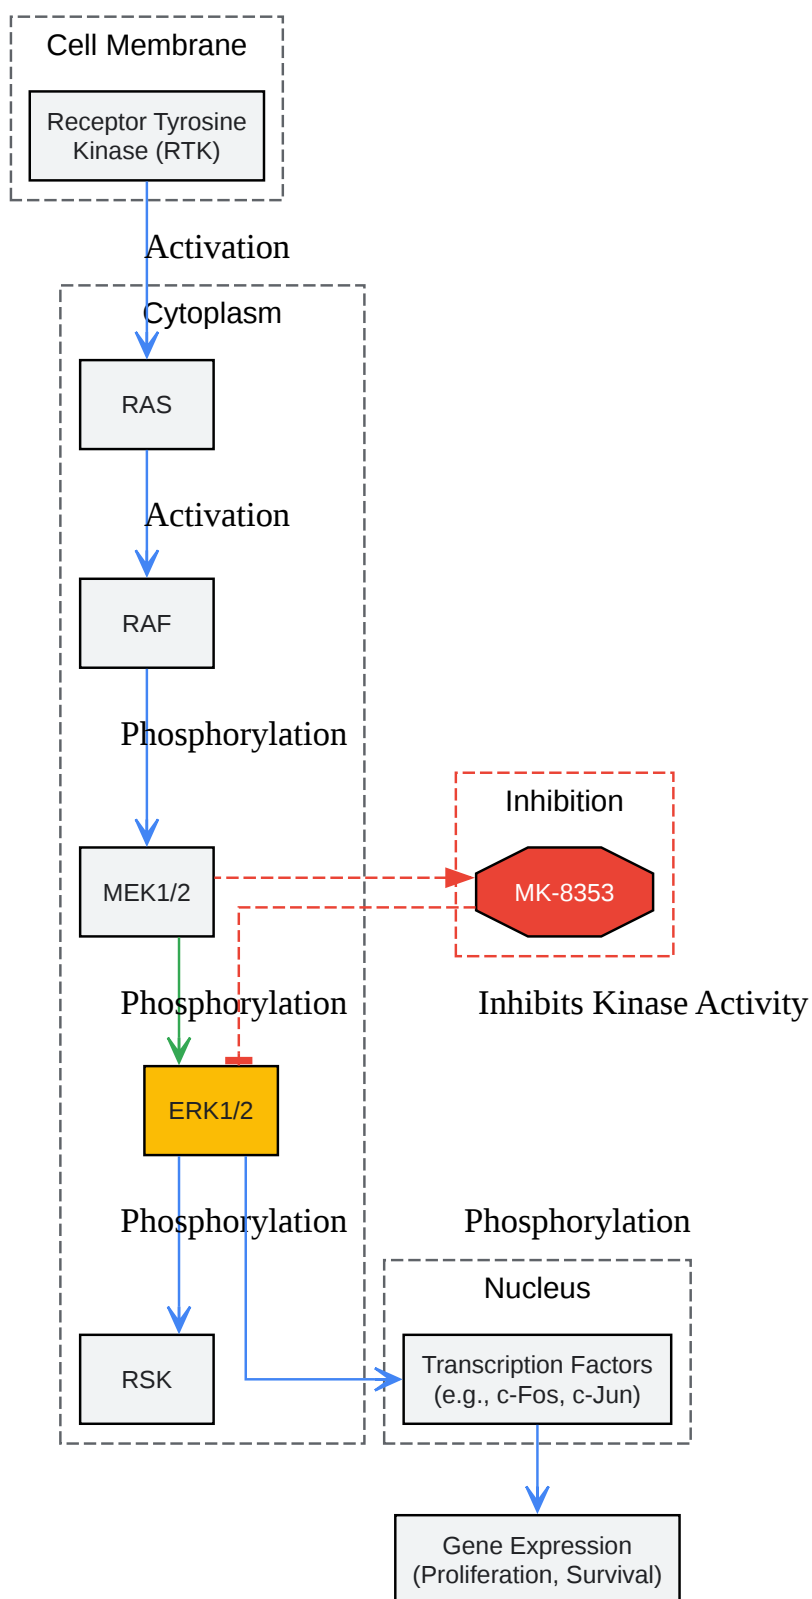 Cell Membrane
Receptor Tyrosine
Kinase (RTK)
Activation
Cytoplasm
RAS
Activation
RAF
Phosphorylation
Inhibition
MEK1/2
MK-8353
Phosphorylation
Inhibits Kinase Activity
ERK1/2
Phosphorylation
Phosphorylation
Nucleus
RSK
Transcription Factors
(e.g., c-Fos, c-Jun)
Gene Expression
(Proliferation, Survival)